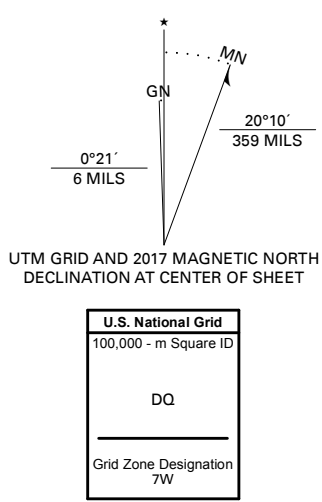 ★
MN
GN
0°21´
6 MILS
20°10´
359 MILS
UTM GRID AND 2017 MAGNETIC NORTH
DECLINATION AT CENTER OF SHEET
U.S. National Grid
100,000 - m Square ID
DQ
Grid Zone Designation
7W